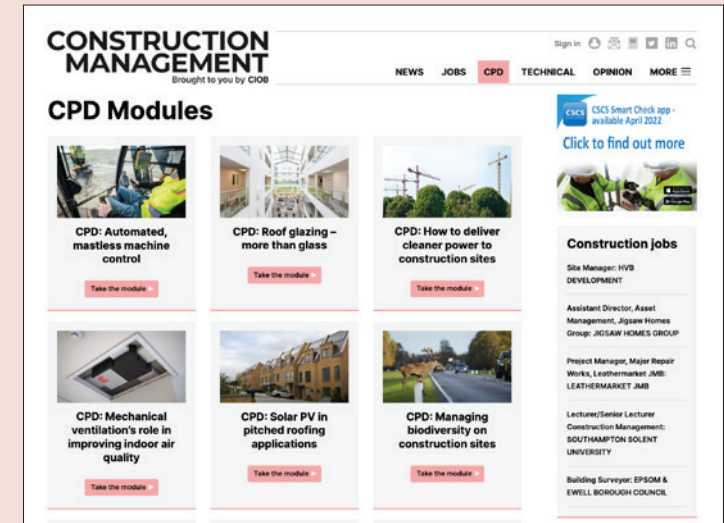 CONSTRUCTION
MANAGEMENT
Brought to you by CIOB
Sign in
NEWS JOBS CPD TECHNICAL OPINION MORE
CPD Modules
CPD: Automated,
mastless machine
control
Take the module
CPD: Roof glazing –
more than glass
Take the module
CPD: How to deliver
cleaner power to
construction sites
Take the module
CPD: Mechanical
ventilation's role in
improving indoor air
quality
Take the module
CPD: Solar PV in
pitched roofing
applications
Take the module
CPD: Managing
biodiversity on
construction sites
Take the module
CSCS
CSCS Smart Check app -
available April 2022
Click to find out more
App Store
Google Play
Construction jobs
Site Manager: HVB
DEVELOPMENT
Assistant Director, Asset
Management, Jigsaw Homes
Group: JIGSAW HOMES GROUP
Project Manager, Major Repair
Works, Leathermarket JMB:
LEATHERMARKET JMB
Lecturer/Senior Lecturer
Construction Management:
SOUTHAMPTON SOLENT
UNIVERSITY
Building Surveyor: EPSOM &
EWELL BOROUGH COUNCIL